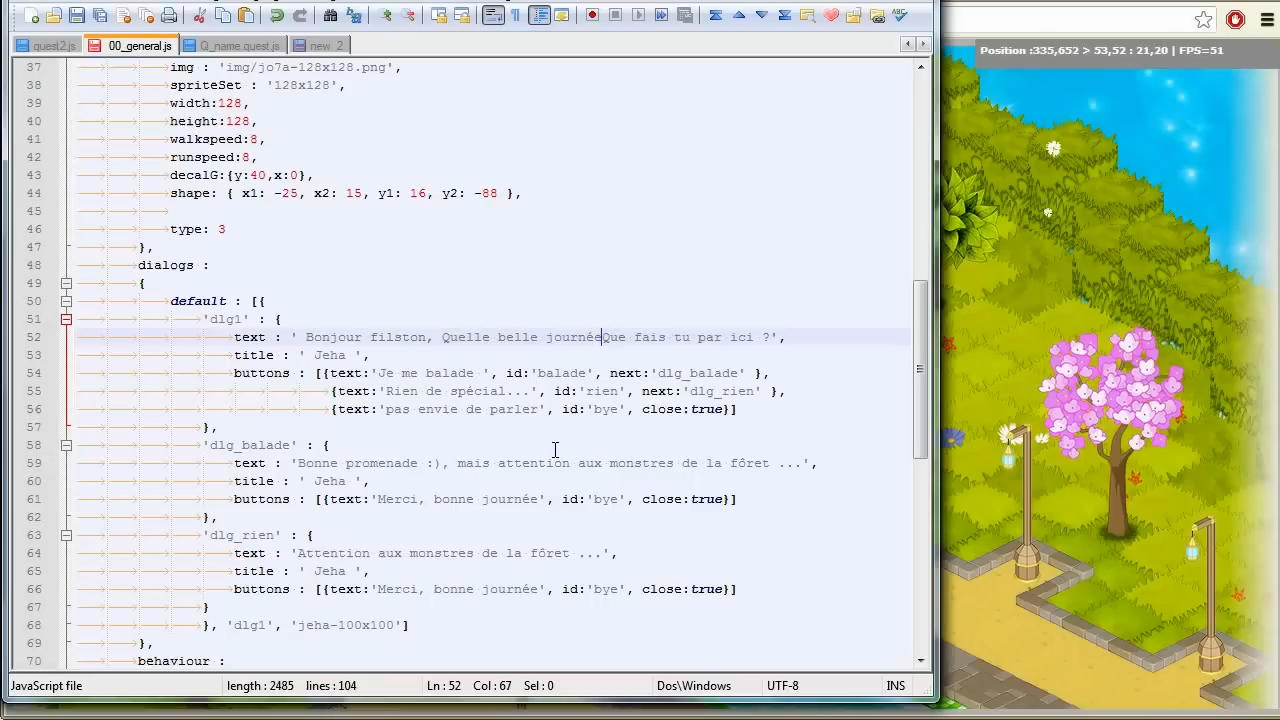 quest2.js 00_general.js Q_name.quest.js new 2
Position :335,652 > 53,52 : 21,20 | FPS=51
37 img : 'img/jo7a-128x128.png',
38 spriteSet : '128x128',
39 width:128,
40 height:128,
41 walkspeed:8,
42 runspeed:8,
43 decalG:{y:40,x:0},
44 shape: { x1: -25, x2: 15, y1: 16, y2: -88 },
45
46 type: 3
47 },
48 dialogs :
49 {
50 default : [{
51 'dlg1' : {
52 text : ' Bonjour filston, Quelle belle journéeQue fais tu par ici ?',
53 title : ' Jeha ',
54 buttons : [{text:'Je me balade ', id:'balade', next:'dlg_balade' },
55 {text:'Rien de spécial...', id:'rien', next:'dlg_rien' },
56 {text:'pas envie de parler', id:'bye', close:true}]
57 },
58 'dlg_balade' : {
59 text : 'Bonne promenade :), mais attention aux monstres de la fôret ...',
60 title : ' Jeha ',
61 buttons : [{text:'Merci, bonne journée', id:'bye', close:true}]
62 },
63 'dlg_rien' : {
64 text : 'Attention aux monstres de la fôret ...',
65 title : ' Jeha ',
66 buttons : [{text:'Merci, bonne journée', id:'bye', close:true}]
67 }
68 }, 'dlg1', 'jeha-100x100']
69 },
70 behaviour :
JavaScript file length : 2485 lines : 104 Ln : 52 Col : 67 Sel : 0 Dos\Windows UTF-8 INS